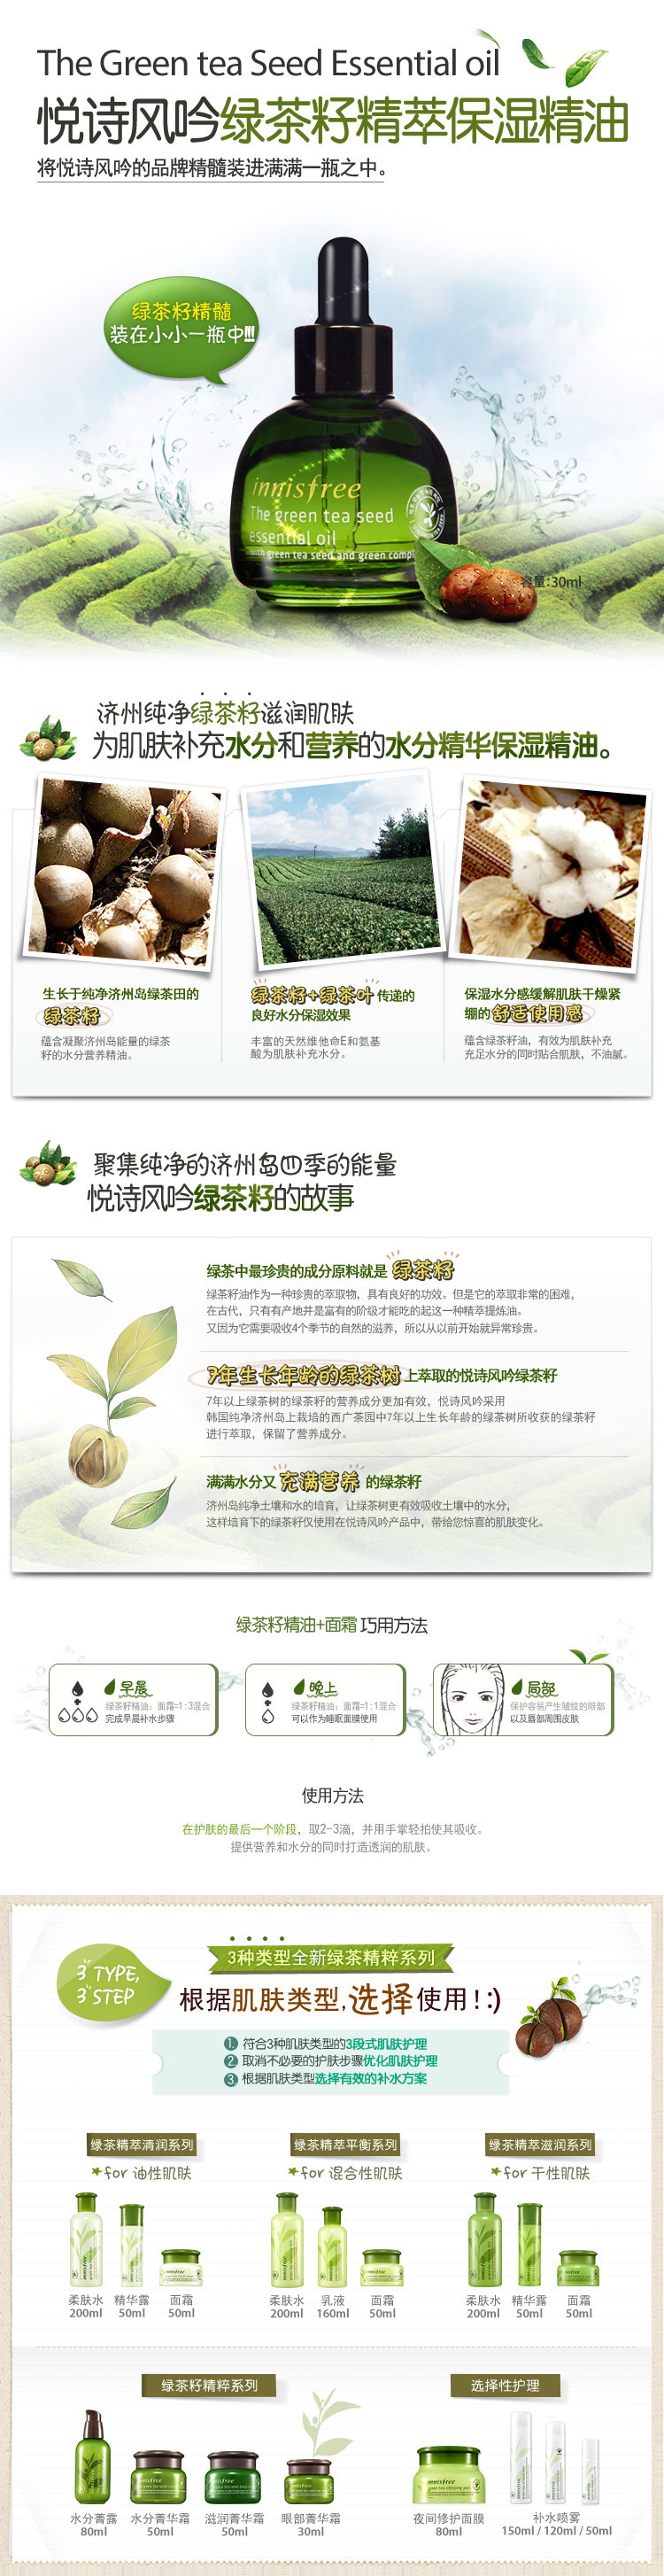 The Green tea Seed Essential oil
悦诗风吟绿茶籽精萃保湿精油
将悦诗风吟的品牌精髓装进满满一瓶之中。
绿茶籽精髓
装在小小一瓶中!!!
innisfree
The green tea seed
essential oil
with green tea seed and green compl
容量:30ml
济州纯净绿茶籽滋润肌肤
为肌肤补充水分和营养的水分精华保湿精油。
生长于纯净济州岛绿茶田的
绿茶籽
蕴含凝聚济州岛能量的绿茶
籽的水分营养精油。
绿茶籽+绿茶叶 传递的
良好水分保湿效果
丰富的天然维他命E和氨基
酸为肌肤补充水分。
保湿水分感缓解肌肤干燥紧
绷的舒适使用感
蕴含绿茶籽油，有效为肌肤补充
充足水分的同时贴合肌肤，不油腻。
聚集纯净的济州岛四季的能量
悦诗风吟绿茶籽的故事
绿茶中最珍贵的成分原料就是 绿茶籽
绿茶籽油作为一种珍贵的萃取物，具有良好的功效。但是它的萃取非常的困难，
在古代，只有有产地并是富有的阶级才能吃的起这一种精萃提炼油。
又因为它需要吸收4个季节的自然的滋养，所以从以前开始就异常珍贵。
7年生长年龄的绿茶树 上萃取的悦诗风吟绿茶籽
7年以上绿茶树的绿茶籽的营养成分更加有效，悦诗风吟采用
韩国纯净济州岛上栽培的西广茶园中7年以上生长年龄的绿茶树所收获的绿茶籽
进行萃取，保留了营养成分。
满满水分又 充满营养 的绿茶籽
济州岛纯净土壤和水的培育，让绿茶树更有效吸收土壤中的水分，
这样培育下的绿茶籽仅使用在悦诗风吟产品中，带给您惊喜的肌肤变化。
绿茶籽精油+面霜 巧用方法
早晨
绿茶籽精油：面霜=1:3混合
完成早晨补水步骤
晚上
绿茶籽精油：面霜=1:1混合
可以作为睡眠面膜使用
局部
保护容易产生皱纹的眼部
以及唇部周围皮肤
使用方法
在护肤的最后一个阶段，取2-3滴，并用手掌轻拍使其吸收。
提供营养和水分的同时打造透润的肌肤。
3 TYPE,
3 STEP
3种类型全新绿茶精粹系列
根据肌肤类型,选择使用!:)
1. 符合3种肌肤类型的3段式肌肤护理
2. 取消不必要的护肤步骤优化肌肤护理
3. 根据肌肤类型选择有效的补水方案
绿茶精萃清润系列
for 油性肌肤
柔肤水 精华露 面霜
200ml 50ml 50ml
绿茶精萃平衡系列
for 混合性肌肤
柔肤水 乳液 面霜
200ml 160ml 50ml
绿茶精萃滋润系列
for 干性肌肤
柔肤水 精华露 面霜
200ml 50ml 50ml
绿茶籽精粹系列
水分菁露 水分菁华霜 滋润菁华霜 眼部菁华霜
80ml 50ml 50ml 30ml
选择性护理
夜间修护面膜 补水喷雾
80ml 150ml / 120ml / 50ml